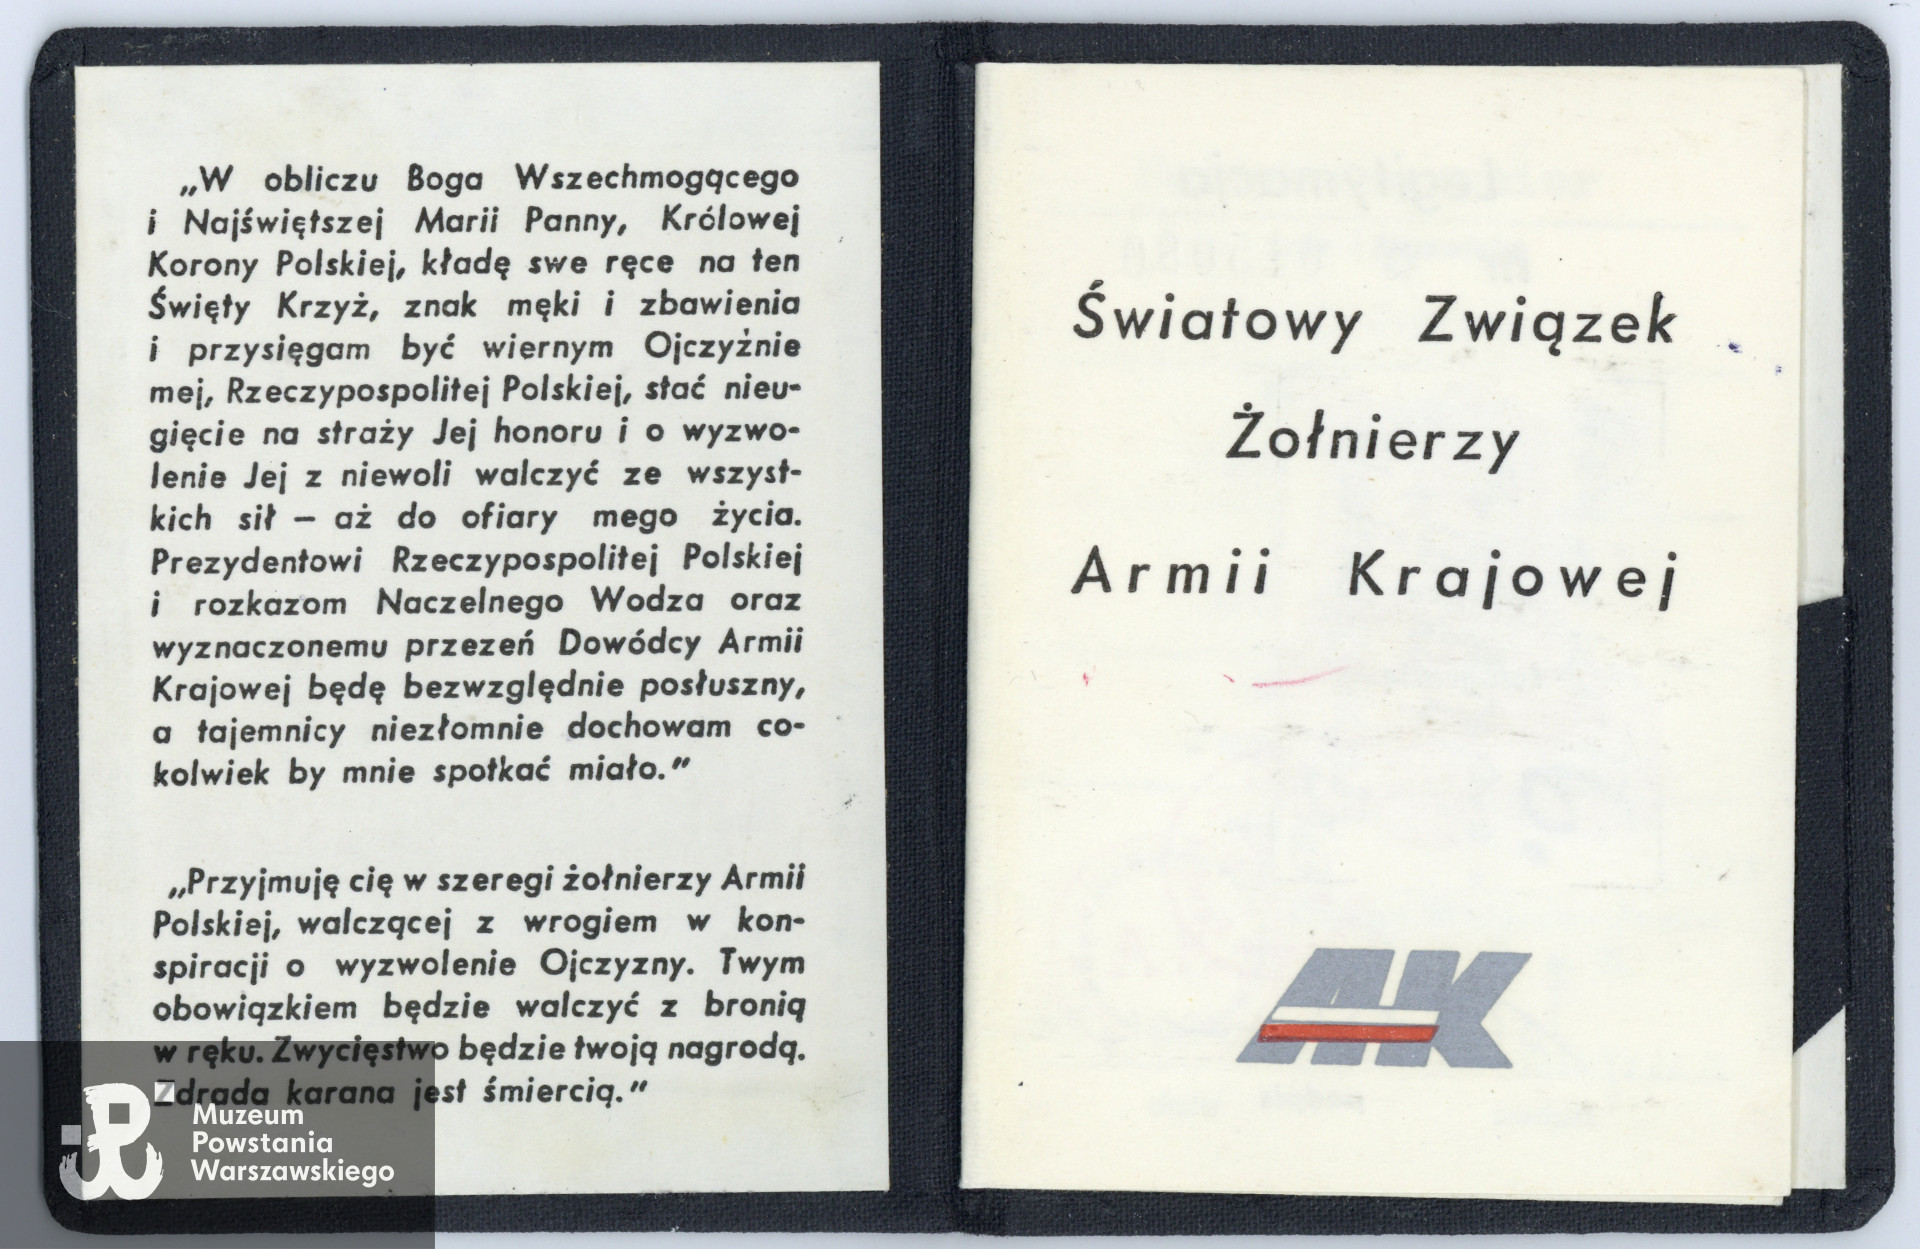 „W obliczu Boga Wszechmogącego
i Najświętszej Marii Panny, Królowej
Korony Polskiej, kładę swe ręce na ten
Święty Krzyż, znak męki i zbawienia
i przysięgam być wiernym Ojczyźnie
mej, Rzeczypospolitej Polskiej, stać nieu-
gięcie na straży Jej honoru i o wyzwo-
lenie Jej z niewoli walczyć ze wszyst-
kich sił – aż do ofiary mego życia.
Prezydentowi Rzeczypospolitej Polskiej
i rozkazom Naczelnego Wodza oraz
wyznaczonemu przezeń Dowódcy Armii
Krajowej będę bezwzględnie posłuszny,
a tajemnicy niezłomnie dochowam co-
kolwiek by mnie spotkać miało."
„Przyjmuję cię w szeregi żołnierzy Armii
Polskiej, walczącej z wrogiem w kon-
spiracji o wyzwolenie Ojczyzny. Twym
obowiązkiem będzie walczyć z bronią
w ręku. Zwycięstwo będzie twoją nagrodą.
Zdrada karana jest śmiercią."
Muzeum
Powstania
Warszawskiego
Światowy Związek
Żołnierzy
Armii Krajowej
AK